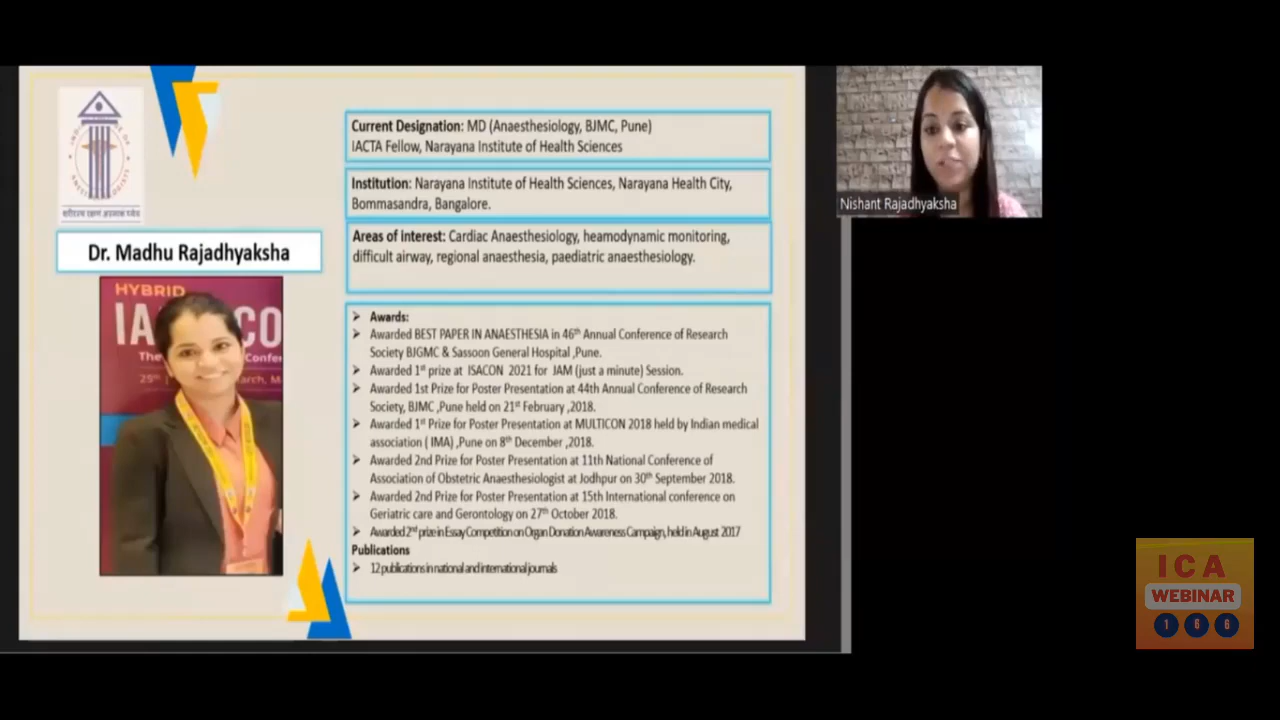 Current Designation: MD (Anaesthesiology, BJMC, Pune)
IACTA Fellow, Narayana Institute of Health Sciences
Institution: Narayana Institute of Health Sciences, Narayana Health City,
Bommasandra, Bangalore.
Areas of interest: Cardiac Anaesthesiology, heamodynamic monitoring,
difficult airway, regional anaesthesia, paediatric anaesthesiology.
Dr. Madhu Rajadhyaksha
HYBRID
➢ Awards:
➢ Awarded BEST PAPER IN ANAESTHESIA in 46th Annual Conference of Research
Society BJGMC & Sassoon General Hospital ,Pune.
➢ Awarded 1st prize at ISACON 2021 for JAM (just a minute) Session.
➢ Awarded 1st Prize for Poster Presentation at 44th Annual Conference of Research
Society, BJMC ,Pune held on 21st February ,2018.
➢ Awarded 1st Prize for Poster Presentation at MULTICON 2018 held by Indian medical
association ( IMA) ,Pune on 8th December ,2018.
➢ Awarded 2nd Prize for Poster Presentation at 11th National Conference of
Association of Obstetric Anaesthesiologist at Jodhpur on 30th September 2018.
➢ Awarded 2nd Prize for Poster Presentation at 15th International conference on
Geriatric care and Gerontology on 27th October 2018.
➢ Awarded 2nd prize in Essay Competition on Organ Donation Awareness Campaign, held in August 2017
Publications
➢ 12 publications in national and international journals
Nishant Rajadhyaksha
ICA
WEBINAR
166